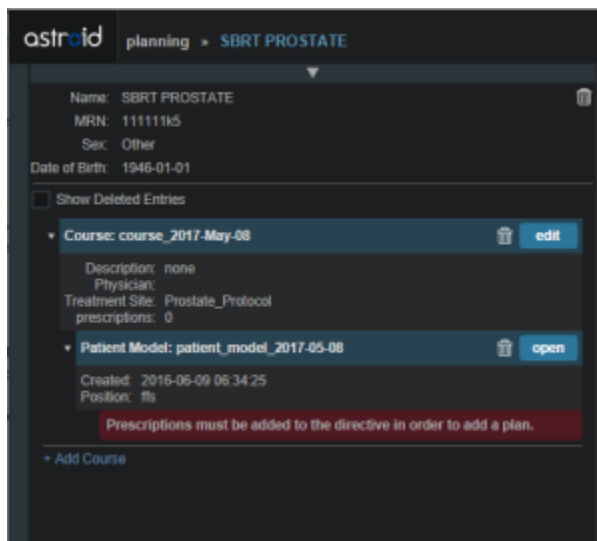 astroid planning » SBRT PROSTATE
Name: SBRT PROSTATE
MRN: 111111k5
Sex: Other
Date of Birth: 1946-01-01
Show Deleted Entries
Course: course_2017-May-08 edit
Description: none
Physician:
Treatment Site: Prostate_Protocol
prescriptions: 0
Patient Model: patient_model_2017-05-08 open
Created: 2016-06-09 06:34:25
Position: ffs
Prescriptions must be added to the directive in order to add a plan.
+ Add Course